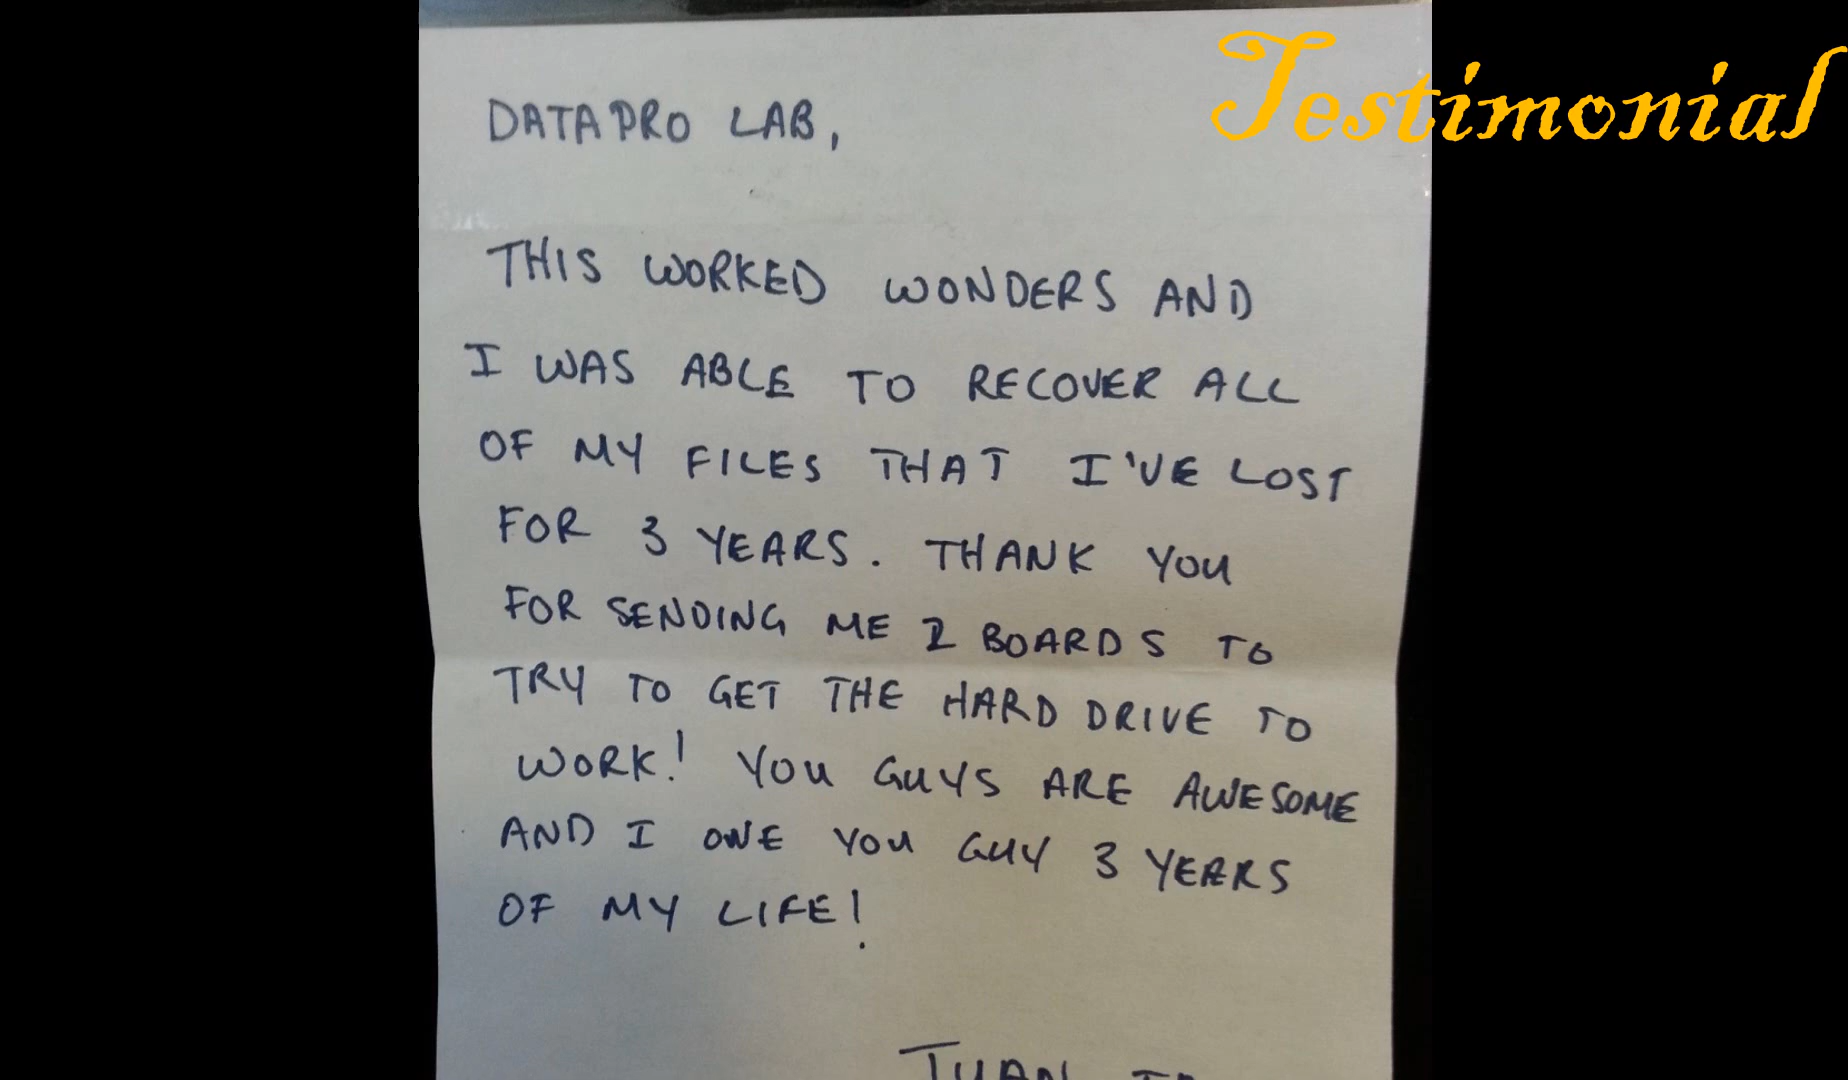 Testimonial
DATAPRO LAB,
THIS WORKED WONDERS AND
I WAS ABLE TO RECOVER ALL
OF MY FILES THAT I'VE LOST
FOR 3 YEARS. THANK YOU
FOR SENDING ME 2 BOARDS TO
TRY TO GET THE HARD DRIVE TO
WORK! YOU GUYS ARE AWESOME
AND I OWE YOU GUY 3 YEARS
OF MY LIFE!